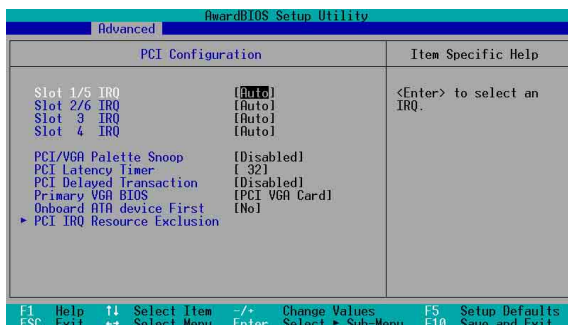 AwardBIOS Setup Utility
Advanced
PCI Configuration
Item Specific Help
Slot 1/5 IRQ [Auto]
Slot 2/6 IRQ [Auto]
Slot 3 IRQ [Auto]
Slot 4 IRQ [Auto]
<Enter> to select an
IRQ.
PCI/VGA Palette Snoop [Disabled]
PCI Latency Timer [ 32]
PCI Delayed Transaction [Disabled]
Primary VGA BIOS [PCI VGA Card]
Onboard ATA device First [No]
► PCI IRQ Resource Exclusion
F1 Help ↑↓ Select Item -/+ Change Values F5 Setup Defaults
ESC Exit ↔ Select Menu Enter Select ► Sub-Menu F10 Save and Exit